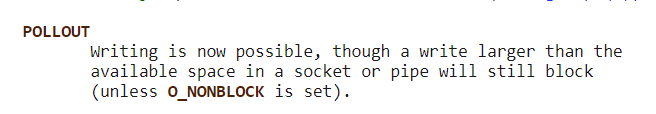 POLLOUT
Writing is now possible, though a write larger than the
available space in a socket or pipe will still block
(unless O_NONBLOCK is set).